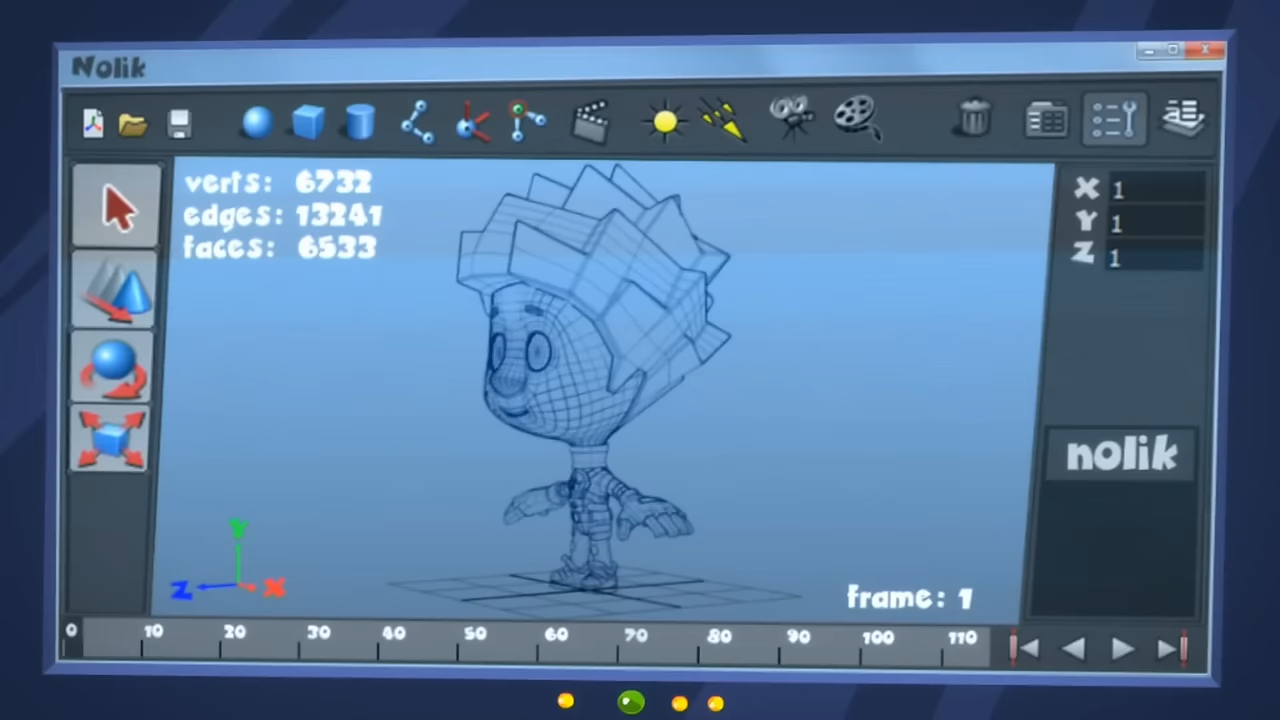 Nolik
verts: 6732
edges: 13241
faces: 6533
X 1
Y 1
Z 1
nolik
Y
Z X
frame: 1
0 10 20 30 40 50 60 70 80 90 100 110